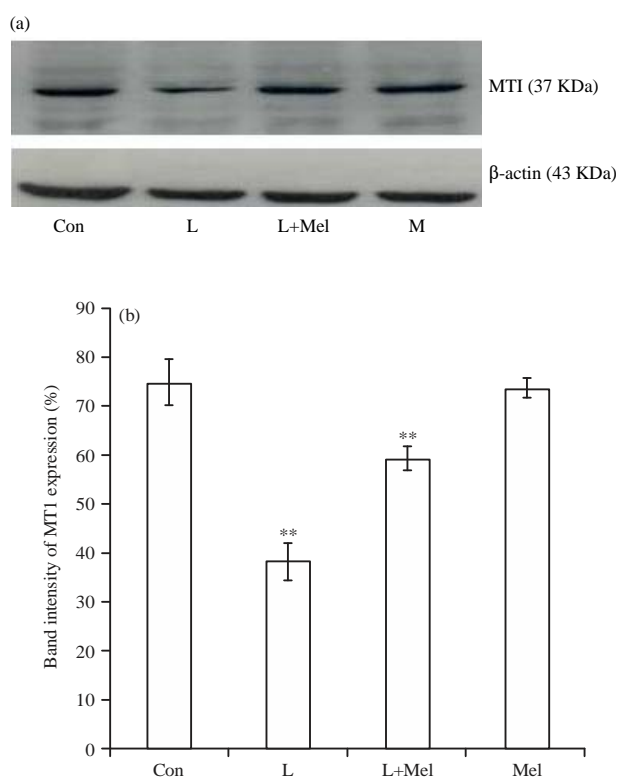 (a)
MTI (37 KDa)
β-actin (43 KDa)
Con L L+Mel M
(b)
Band intensity of MT1 expression (%)
90
80
70
60
50
40
30
20
10
0
**
**
Con L L+Mel Mel